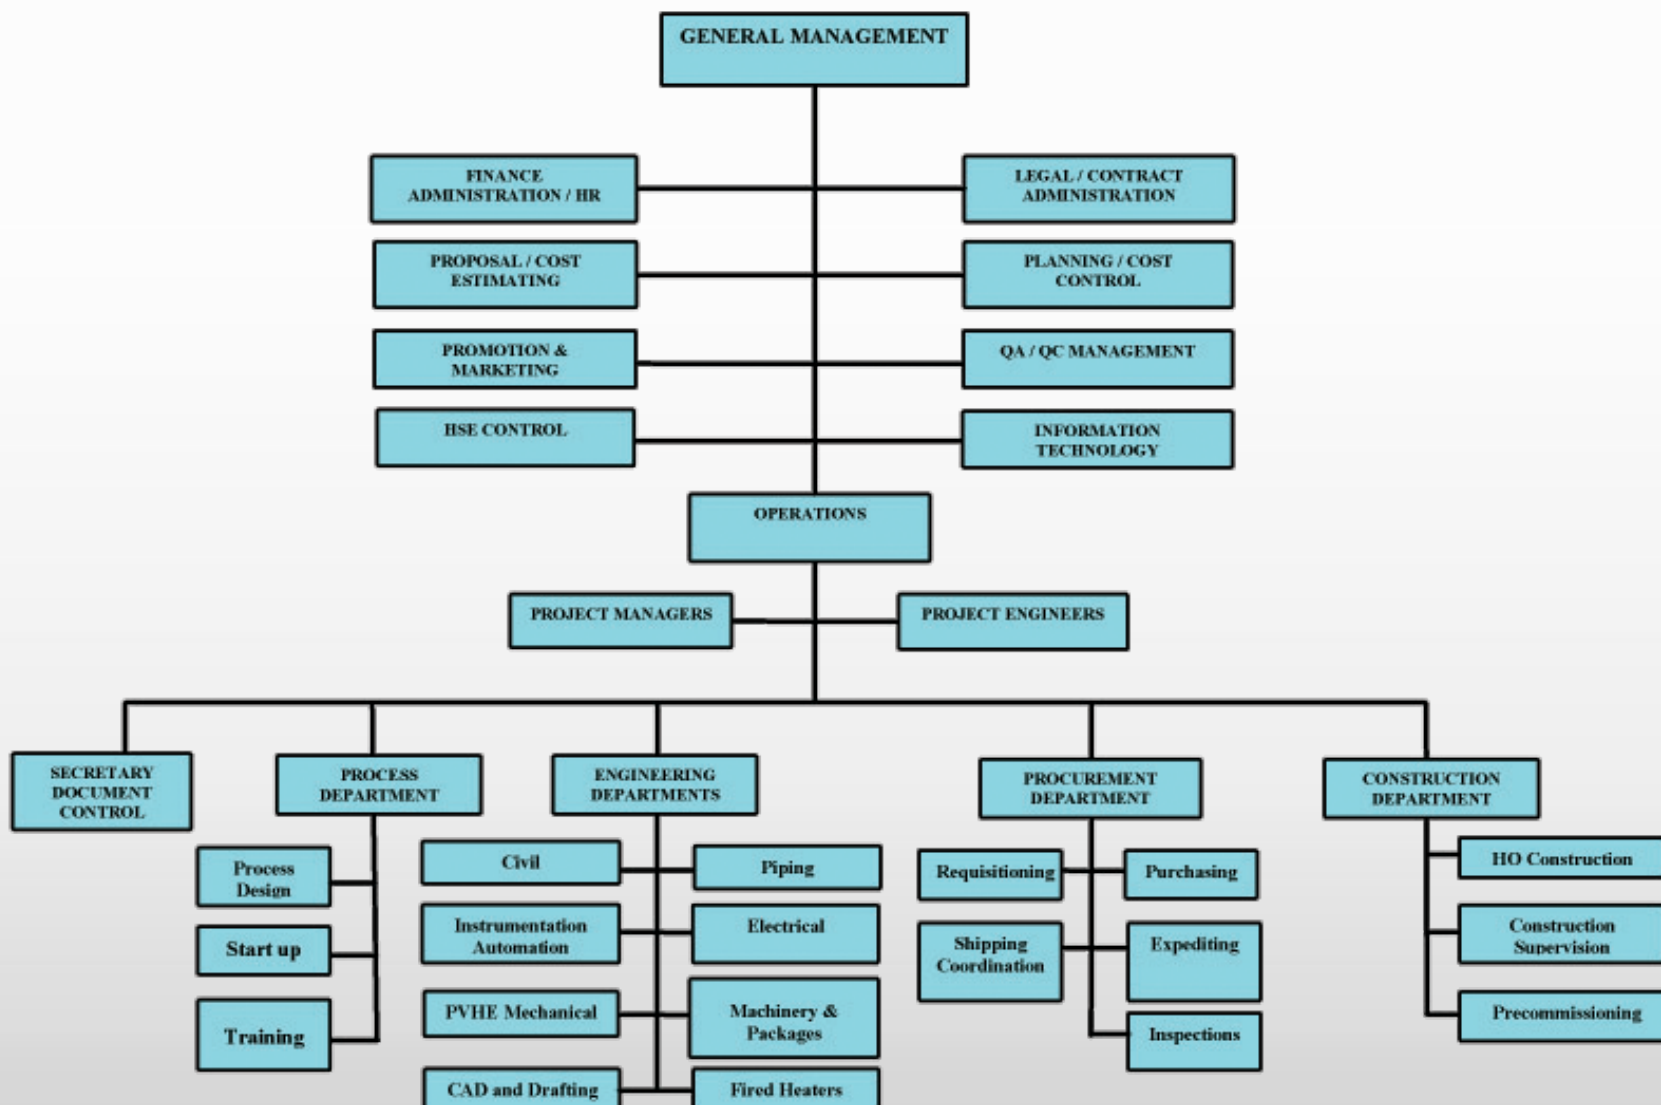 GENERAL MANAGEMENT
FINANCE
ADMINISTRATION / HR
LEGAL / CONTRACT
ADMINISTRATION
PROPOSAL / COST
ESTIMATING
PLANNING / COST
CONTROL
PROMOTION &
MARKETING
QA / QC MANAGEMENT
HSE CONTROL
INFORMATION
TECHNOLOGY
OPERATIONS
PROJECT MANAGERS
PROJECT ENGINEERS
SECRETARY
DOCUMENT
CONTROL
PROCESS
DEPARTMENT
ENGINEERING
DEPARTMENTS
PROCUREMENT
DEPARTMENT
CONSTRUCTION
DEPARTMENT
Process
Design
Start up
Training
Civil
Piping
Instrumentation
Automation
Electrical
PVHE Mechanical
Machinery &
Packages
CAD and Drafting
Fired Heaters
Requisitioning
Purchasing
Shipping
Coordination
Expediting
Inspections
HO Construction
Construction
Supervision
Precommissioning